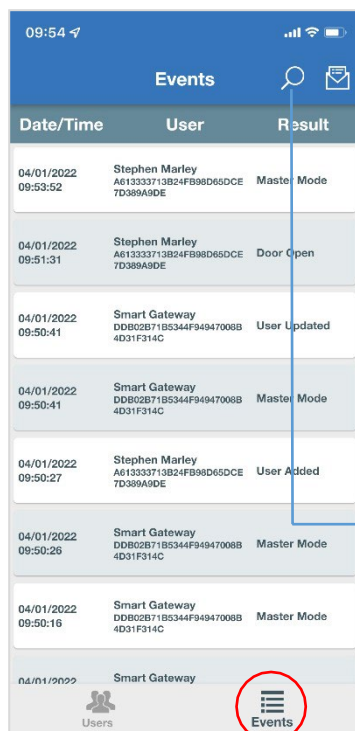 09:54
Events
Date/Time User Result
04/01/2022 Stephen Marley
09:53:52 A613333713B24FB98D65DCE Master Mode
7D389A9DE
04/01/2022 Stephen Marley
09:51:31 A613333713B24FB98D65DCE Door Open
7D389A9DE
04/01/2022 Smart Gateway
09:50:41 DDB02B71B5344F94947008B User Updated
4D31F314C
04/01/2022 Smart Gateway
09:50:41 DDB02B71B5344F94947008B Master Mode
4D31F314C
04/01/2022 Stephen Marley
09:50:27 A613333713B24FB98D65DCE User Added
7D389A9DE
04/01/2022 Smart Gateway
09:50:26 DDB02B71B5344F94947008B Master Mode
4D31F314C
04/01/2022 Smart Gateway
09:50:16 DDB02B71B5344F94947008B Master Mode
4D31F314C
04/01/2022 Smart Gateway
Users Events